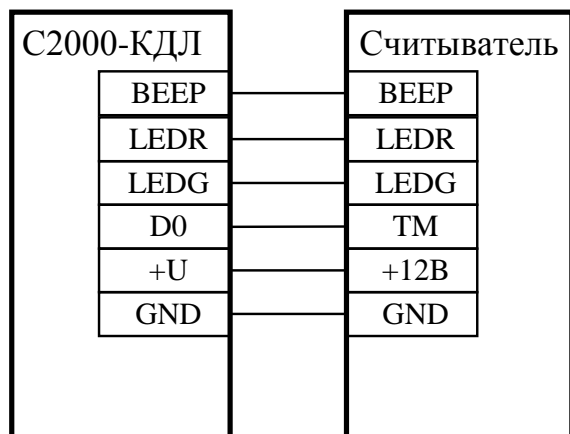 С2000-КДЛ Считыватель
BEEP BEEP
LEDR LEDR
LEDG LEDG
D0 TM
+U +12В
GND GND